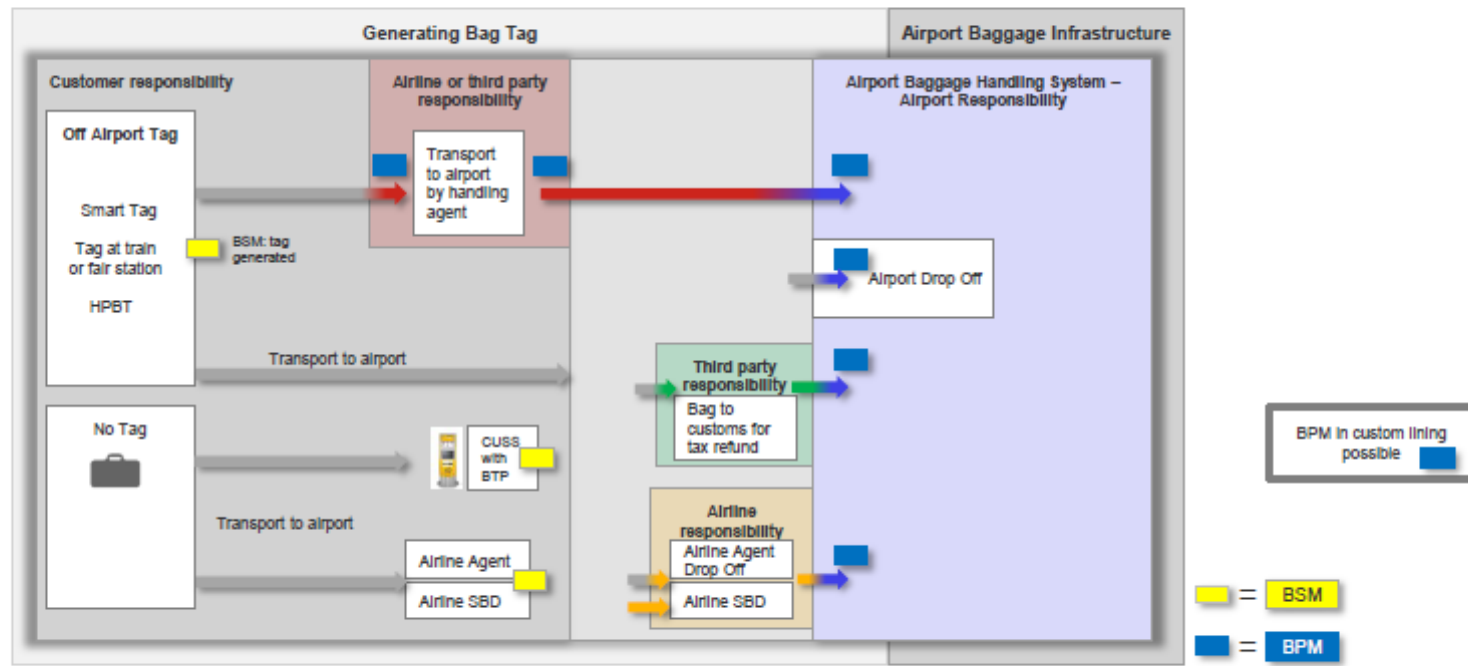 Generating Bag Tag
Airport Baggage Infrastructure
Customer responsibility
Airline or third party
responsibility
Airport Baggage Handling System –
Airport Responsibility
Off Airport Tag
Smart Tag
Tag at train
or fair station
HPBT
BSM: tag
generated
Transport
to airport
by handling
agent
Airport Drop Off
Transport to airport
Third party
responsibility
Bag to
customs for
tax refund
No Tag
CUSS
with
BTP
BPM in custom lining
possible
Transport to airport
Airline Agent
Airline SBD
Airline
responsibility
Airline Agent
Drop Off
Airline SBD
= BSM
= BPM